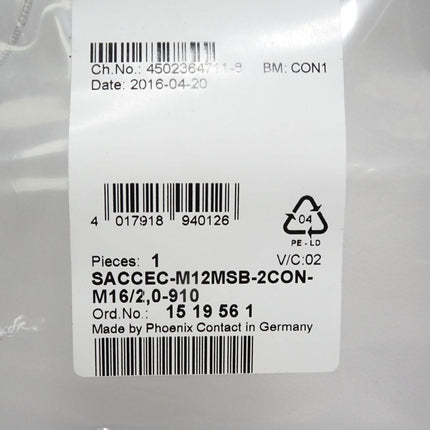 Ch.No.: 4502364711-8 BM: CON1
Date: 2016-04-20
4 017918 940126
04
PE-LD
Pieces: 1 V/C:02
SACCEC-M12MSB-2CON-
M16/2,0-910
Ord.No.: 15 19 56 1
Made by Phoenix Contact in Germany